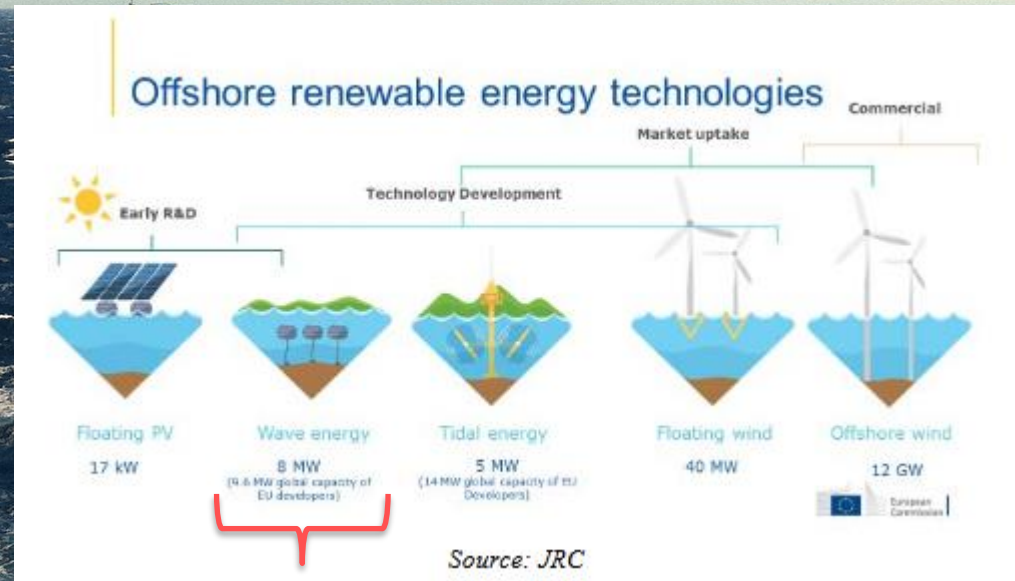 Offshore renewable energy technologies
Commercial
Market uptake
Technology Development
Early R&D
Floating PV
17 kW
Wave energy
8 MW
(9.6 MW global capacity of
EU developers)
Tidal energy
5 MW
(14 MW global capacity of EU
Developers)
Floating wind
40 MW
Offshore wind
12 GW
European
Commission
Source: JRC